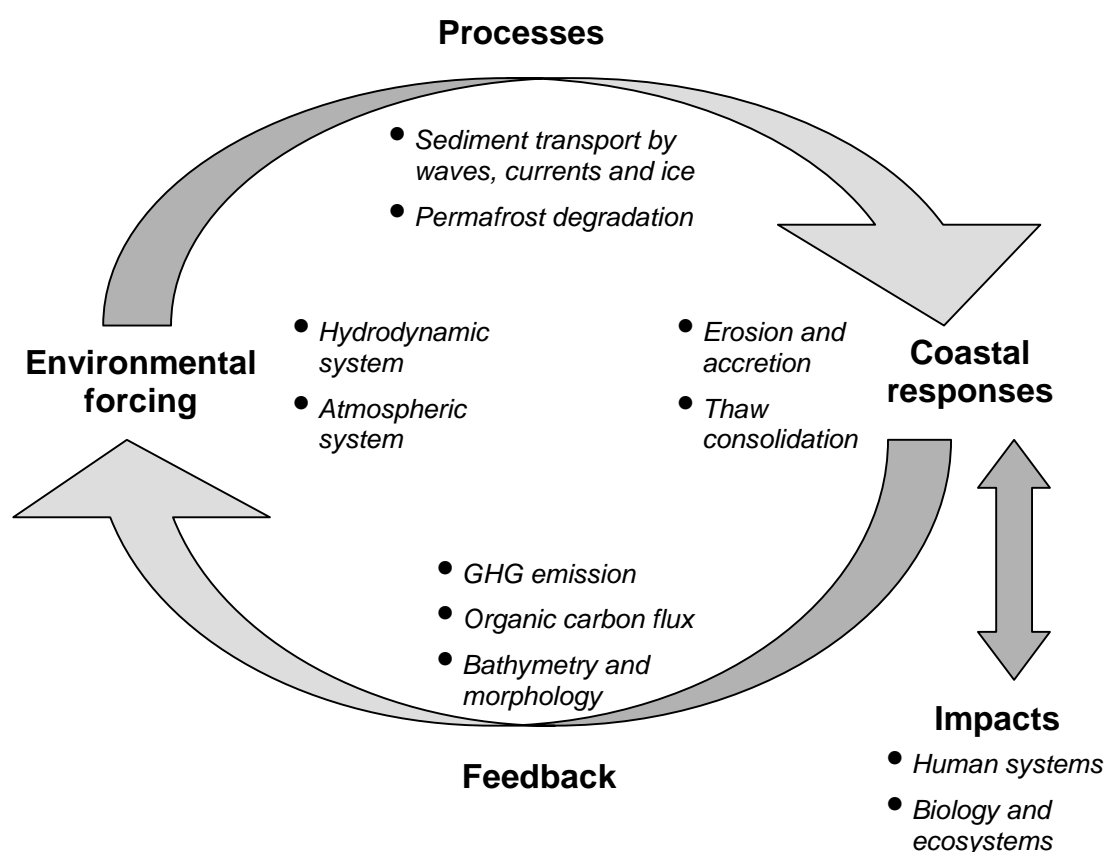 Processes
• Sediment transport by
waves, currents and ice
• Permafrost degradation
Environmental
forcing
• Hydrodynamic
system
• Atmospheric
system
• Erosion and
accretion
• Thaw
consolidation
Coastal
responses
• GHG emission
• Organic carbon flux
• Bathymetry and
morphology
Feedback
Impacts
• Human systems
• Biology and
ecosystems